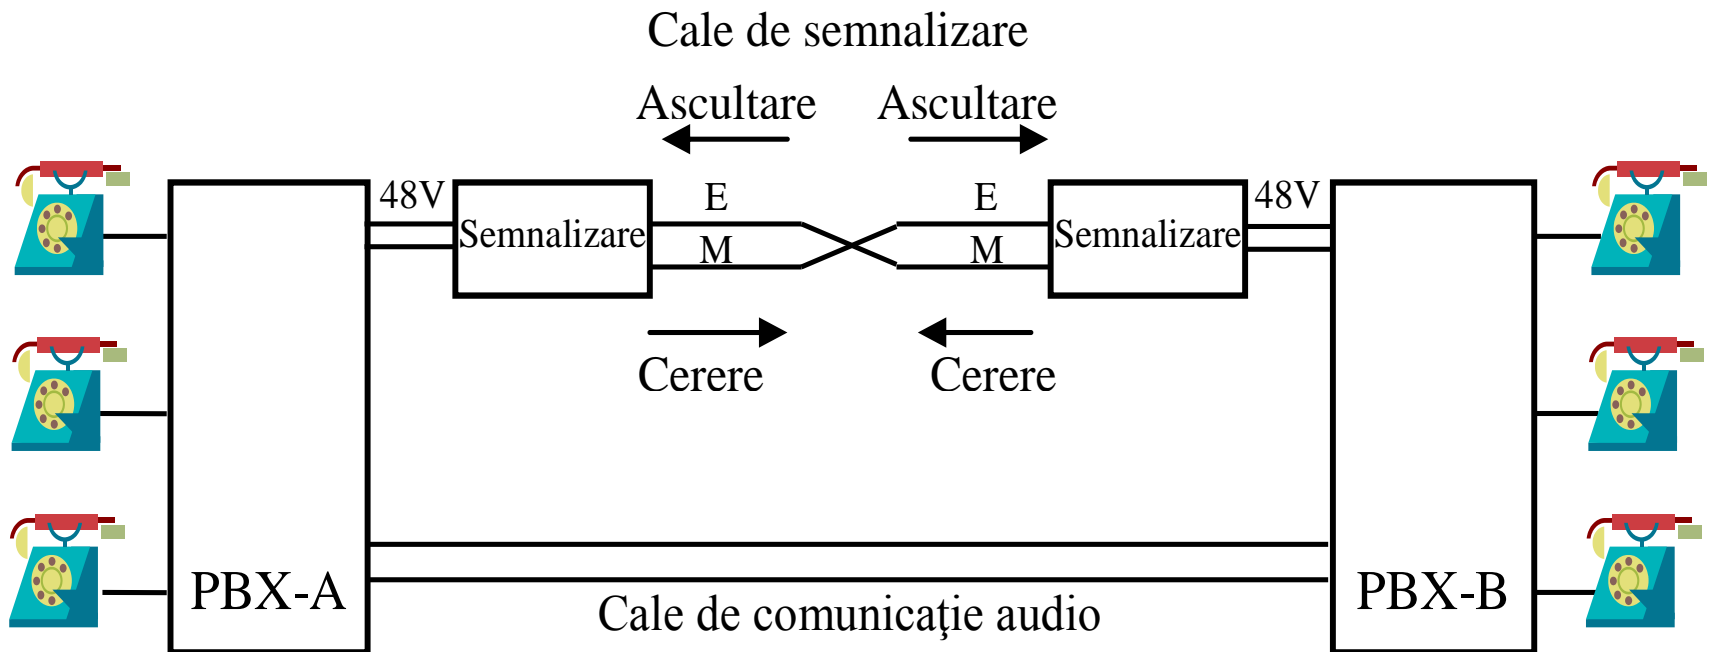 Cale de semnalizare
Ascultare Ascultare
48V E E 48V
Semnalizare Semnalizare
M M
Cerere Cerere
PBX-A PBX-B
Cale de comunicaţie audio